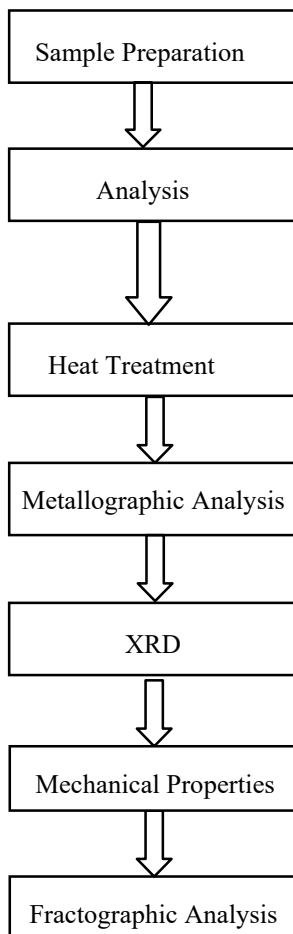 Sample Preparation
Analysis
Heat Treatment
Metallographic Analysis
XRD
Mechanical Properties
Fractographic Analysis